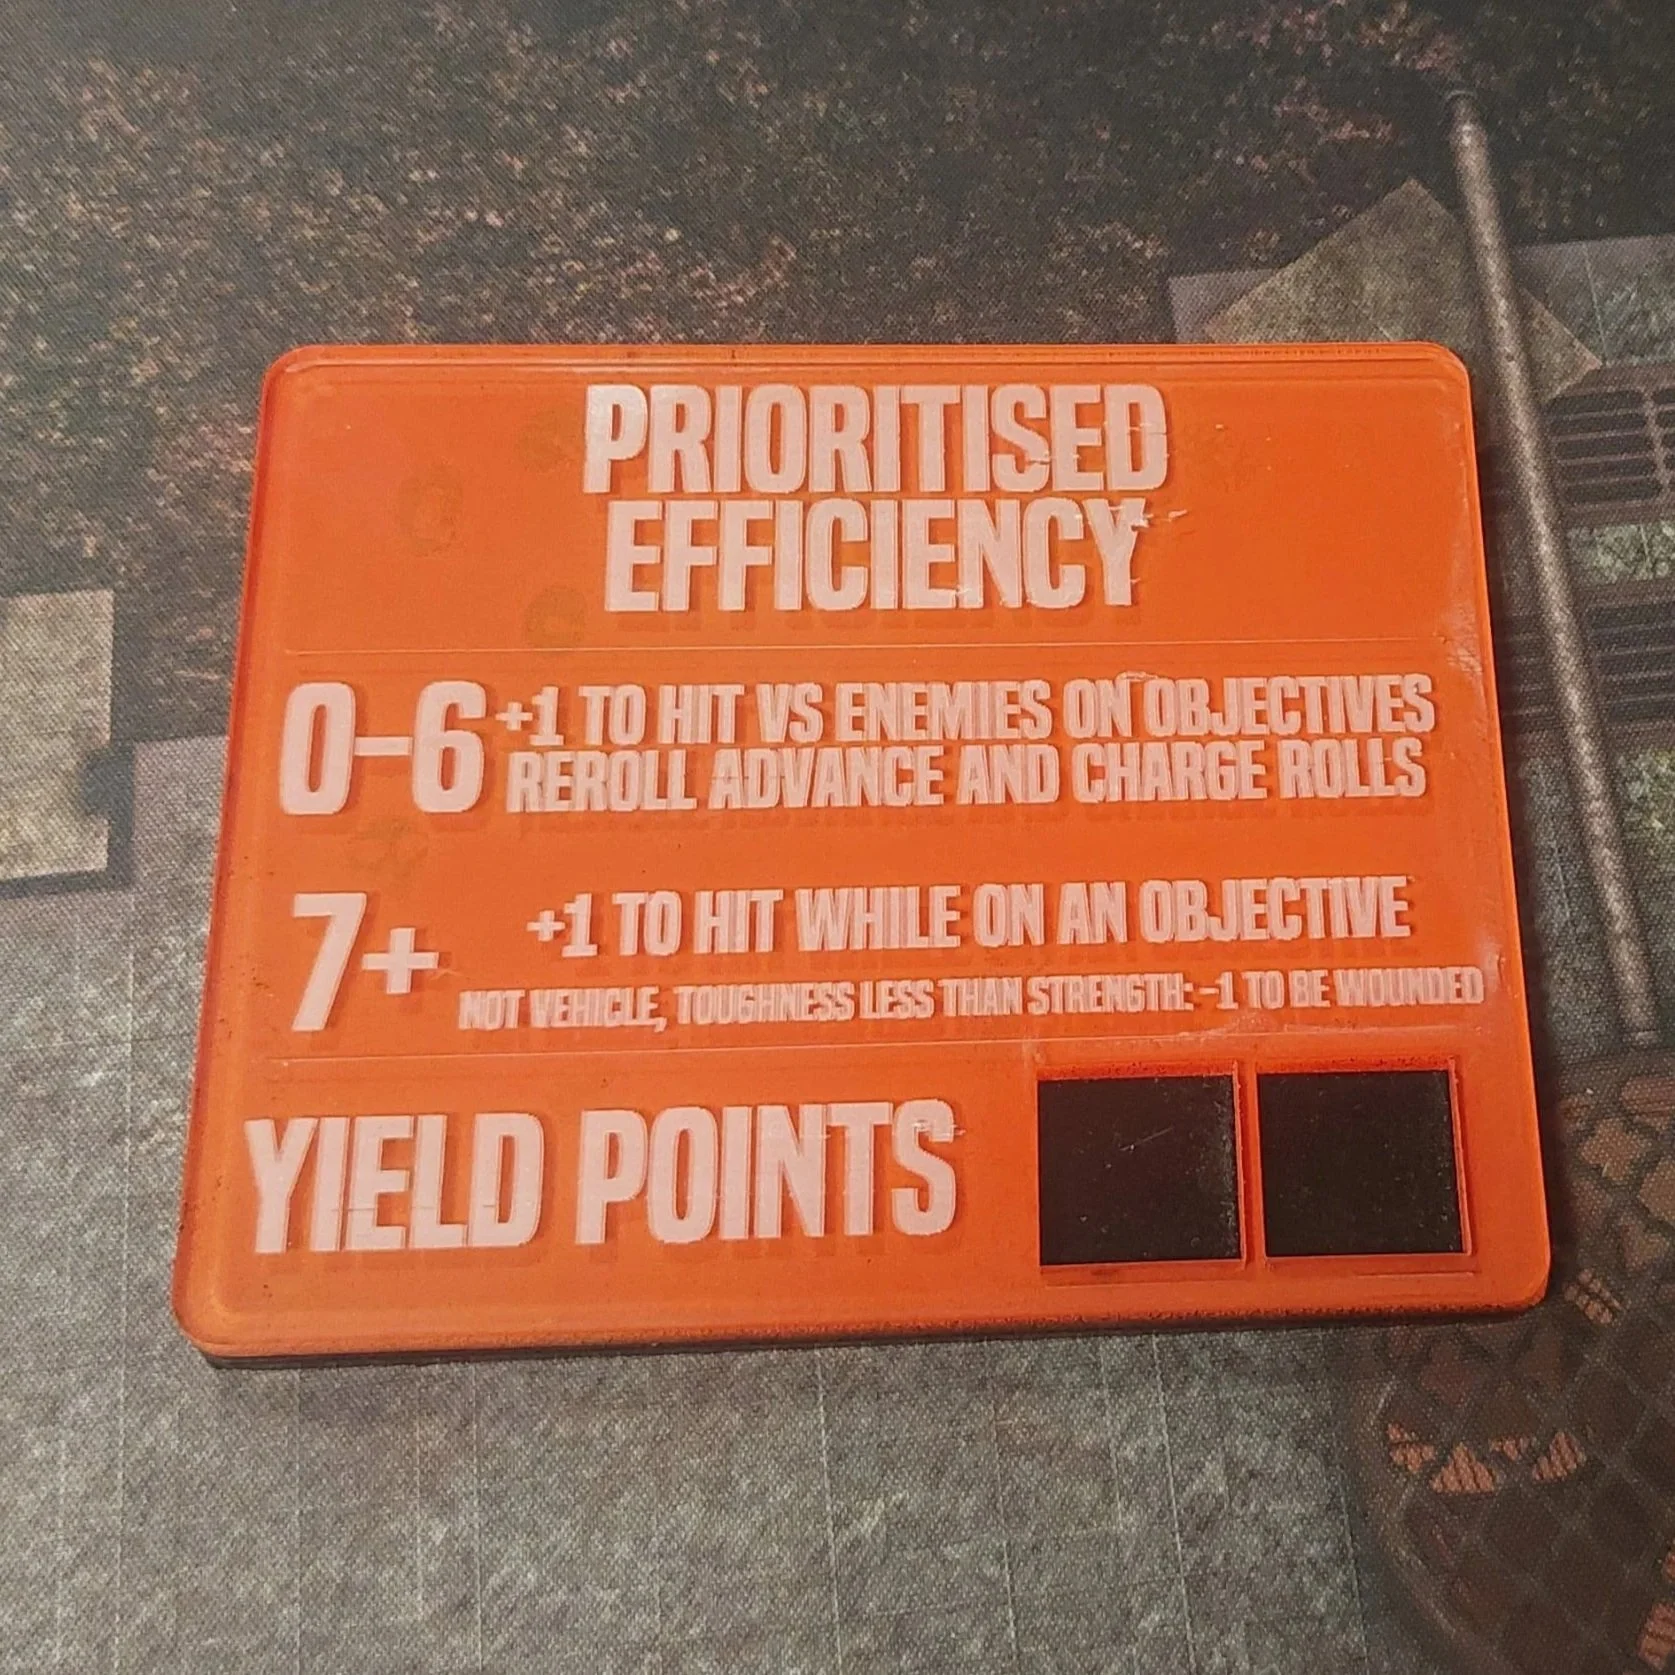 PRIORITISED
EFFICIENCY
0-6 +1 TO HIT VS ENEMIES ON OBJECTIVES
REROLL ADVANCE AND CHARGE ROLLS
7+ +1 TO HIT WHILE ON AN OBJECTIVE
NOT VEHICLE, TOUGHNESS LESS THAN STRENGTH: -1 TO BE WOUNDED
YIELD POINTS